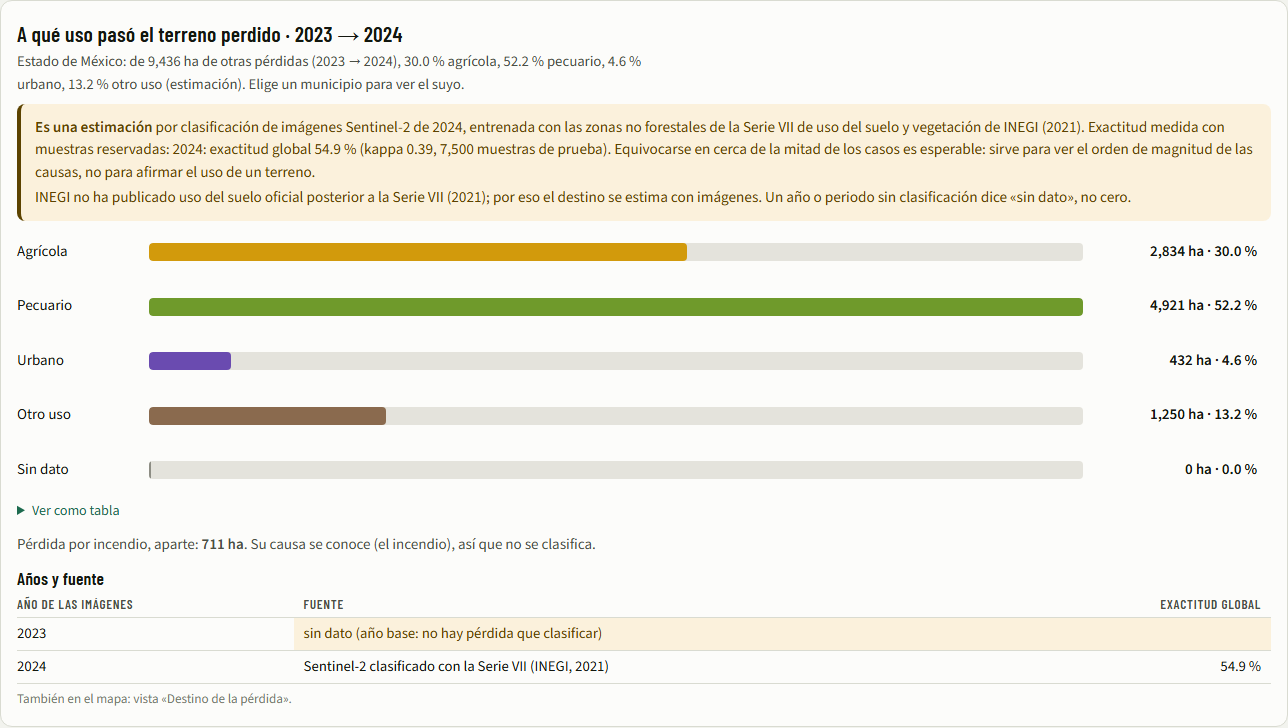 A qué uso pasó el terreno perdido · 2023 → 2024
Estado de México: de 9,436 ha de otras pérdidas (2023 → 2024), 30.0 % agrícola, 52.2 % pecuario, 4.6 %
urbano, 13.2 % otro uso (estimación). Elige un municipio para ver el suyo.
Es una estimación por clasificación de imágenes Sentinel-2 de 2024, entrenada con las zonas no forestales de la Serie VII de uso del suelo y vegetación de INEGI (2021). Exactitud medida con
muestras reservadas: 2024: exactitud global 54.9 % (kappa 0.39, 7,500 muestras de prueba). Equivocarse en cerca de la mitad de los casos es esperable: sirve para ver el orden de magnitud de las
causas, no para afirmar el uso de un terreno.
INEGI no ha publicado uso del suelo oficial posterior a la Serie VII (2021); por eso el destino se estima con imágenes. Un año o periodo sin clasificación dice «sin dato», no cero.
Agrícola 2,834 ha · 30.0 %
Pecuario 4,921 ha · 52.2 %
Urbano 432 ha · 4.6 %
Otro uso 1,250 ha · 13.2 %
Sin dato 0 ha · 0.0 %
▶ Ver como tabla
Pérdida por incendio, aparte: 711 ha. Su causa se conoce (el incendio), así que no se clasifica.
Años y fuente
AÑO DE LAS IMÁGENES FUENTE EXACTITUD GLOBAL
2023 sin dato (año base: no hay pérdida que clasificar)
2024 Sentinel-2 clasificado con la Serie VII (INEGI, 2021) 54.9 %
También en el mapa: vista «Destino de la pérdida».